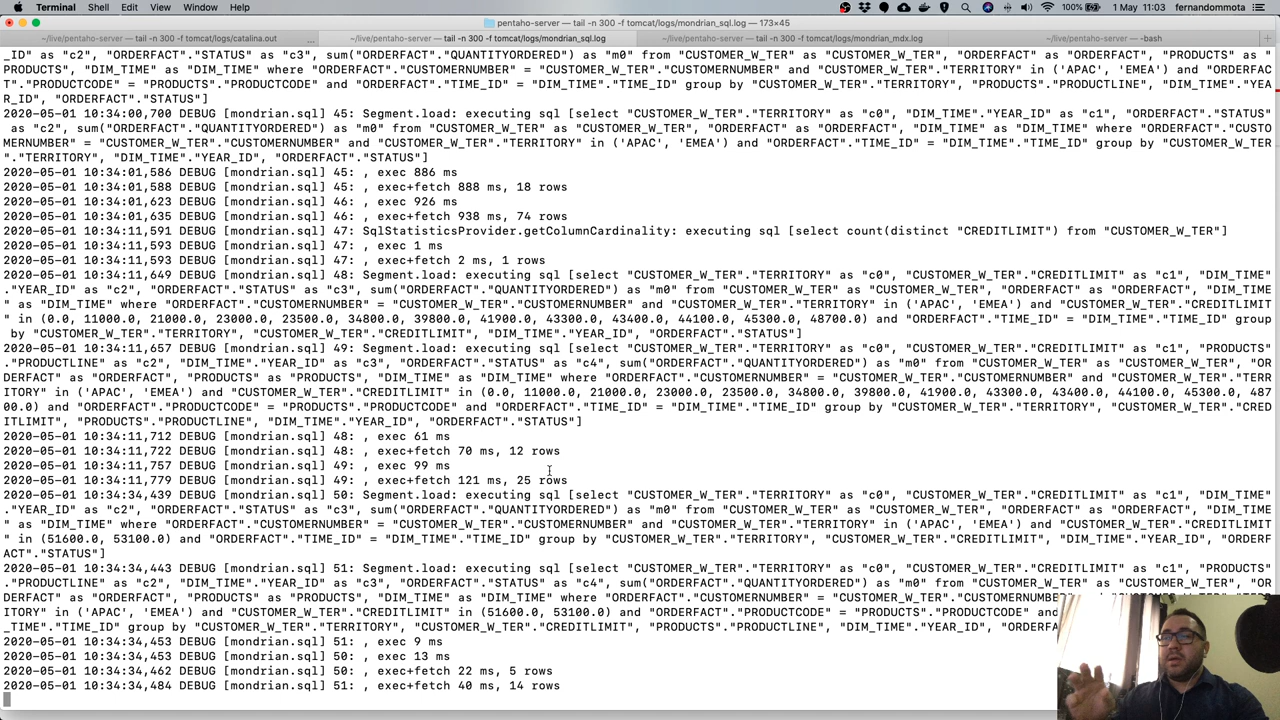 Terminal Shell Edit View Window Help 100% 1 May 11:03 fernandommota
pentaho-server — tail -n 300 -f tomcat/logs/mondrian_sql.log — 173×45
~/live/pentaho-server — tail -n 300 -f tomcat/logs/catalina.out ... ~/live/pentaho-server — tail -n 300 -f tomcat/logs/mondrian_sql.log ~/live/pentaho-server — tail -n 300 -f tomcat/logs/mondrian_mdx.log ~/live/pentaho-server — -bash
_ID" as "c2", "ORDERFACT"."STATUS" as "c3", sum("ORDERFACT"."QUANTITYORDERED") as "m0" from "CUSTOMER_W_TER" as "CUSTOMER_W_TER", "ORDERFACT" as "ORDERFACT", "PRODUCTS" as "
PRODUCTS", "DIM_TIME" as "DIM_TIME" where "ORDERFACT"."CUSTOMERNUMBER" = "CUSTOMER_W_TER"."CUSTOMERNUMBER" and "CUSTOMER_W_TER"."TERRITORY" in ('APAC', 'EMEA') and "ORDERFAC
T"."PRODUCTCODE" = "PRODUCTS"."PRODUCTCODE" and "ORDERFACT"."TIME_ID" = "DIM_TIME"."TIME_ID" group by "CUSTOMER_W_TER"."TERRITORY", "PRODUCTS"."PRODUCTLINE", "DIM_TIME"."YEA
R_ID", "ORDERFACT"."STATUS"]
2020-05-01 10:34:00,700 DEBUG [mondrian.sql] 45: Segment.load: executing sql [select "CUSTOMER_W_TER"."TERRITORY" as "c0", "DIM_TIME"."YEAR_ID" as "c1", "ORDERFACT"."STATUS"
as "c2", sum("ORDERFACT"."QUANTITYORDERED") as "m0" from "CUSTOMER_W_TER" as "CUSTOMER_W_TER", "ORDERFACT" as "ORDERFACT", "DIM_TIME" as "DIM_TIME" where "ORDERFACT"."CUSTO
MERNUMBER" = "CUSTOMER_W_TER"."CUSTOMERNUMBER" and "CUSTOMER_W_TER"."TERRITORY" in ('APAC', 'EMEA') and "ORDERFACT"."TIME_ID" = "DIM_TIME"."TIME_ID" group by "CUSTOMER_W_TER
"."TERRITORY", "DIM_TIME"."YEAR_ID", "ORDERFACT"."STATUS"]
2020-05-01 10:34:01,586 DEBUG [mondrian.sql] 45: , exec 886 ms
2020-05-01 10:34:01,588 DEBUG [mondrian.sql] 45: , exec+fetch 888 ms, 18 rows
2020-05-01 10:34:01,623 DEBUG [mondrian.sql] 46: , exec 926 ms
2020-05-01 10:34:01,635 DEBUG [mondrian.sql] 46: , exec+fetch 938 ms, 74 rows
2020-05-01 10:34:11,591 DEBUG [mondrian.sql] 47: SqlStatisticsProvider.getColumnCardinality: executing sql [select count(distinct "CREDITLIMIT") from "CUSTOMER_W_TER"]
2020-05-01 10:34:11,593 DEBUG [mondrian.sql] 47: , exec 1 ms
2020-05-01 10:34:11,593 DEBUG [mondrian.sql] 47: , exec+fetch 2 ms, 1 rows
2020-05-01 10:34:11,649 DEBUG [mondrian.sql] 48: Segment.load: executing sql [select "CUSTOMER_W_TER"."TERRITORY" as "c0", "CUSTOMER_W_TER"."CREDITLIMIT" as "c1", "DIM_TIME"
."YEAR_ID" as "c2", "ORDERFACT"."STATUS" as "c3", sum("ORDERFACT"."QUANTITYORDERED") as "m0" from "CUSTOMER_W_TER" as "CUSTOMER_W_TER", "ORDERFACT" as "ORDERFACT", "DIM_TIME
" as "DIM_TIME" where "ORDERFACT"."CUSTOMERNUMBER" = "CUSTOMER_W_TER"."CUSTOMERNUMBER" and "CUSTOMER_W_TER"."TERRITORY" in ('APAC', 'EMEA') and "CUSTOMER_W_TER"."CREDITLIMIT
" in (0.0, 11000.0, 21000.0, 23000.0, 23500.0, 34800.0, 39800.0, 41900.0, 43300.0, 43400.0, 44100.0, 45300.0, 48700.0) and "ORDERFACT"."TIME_ID" = "DIM_TIME"."TIME_ID" group
by "CUSTOMER_W_TER"."TERRITORY", "CUSTOMER_W_TER"."CREDITLIMIT", "DIM_TIME"."YEAR_ID", "ORDERFACT"."STATUS"]
2020-05-01 10:34:11,657 DEBUG [mondrian.sql] 49: Segment.load: executing sql [select "CUSTOMER_W_TER"."TERRITORY" as "c0", "CUSTOMER_W_TER"."CREDITLIMIT" as "c1", "PRODUCTS"
."PRODUCTLINE" as "c2", "DIM_TIME"."YEAR_ID" as "c3", "ORDERFACT"."STATUS" as "c4", sum("ORDERFACT"."QUANTITYORDERED") as "m0" from "CUSTOMER_W_TER" as "CUSTOMER_W_TER", "OR
DERFACT" as "ORDERFACT", "PRODUCTS" as "PRODUCTS", "DIM_TIME" as "DIM_TIME" where "ORDERFACT"."CUSTOMERNUMBER" = "CUSTOMER_W_TER"."CUSTOMERNUMBER" and "CUSTOMER_W_TER"."TERR
ITORY" in ('APAC', 'EMEA') and "CUSTOMER_W_TER"."CREDITLIMIT" in (0.0, 11000.0, 21000.0, 23000.0, 23500.0, 34800.0, 39800.0, 41900.0, 43300.0, 43400.0, 44100.0, 45300.0, 487
00.0) and "ORDERFACT"."PRODUCTCODE" = "PRODUCTS"."PRODUCTCODE" and "ORDERFACT"."TIME_ID" = "DIM_TIME"."TIME_ID" group by "CUSTOMER_W_TER"."TERRITORY", "CUSTOMER_W_TER"."CRED
ITLIMIT", "PRODUCTS"."PRODUCTLINE", "DIM_TIME"."YEAR_ID", "ORDERFACT"."STATUS"]
2020-05-01 10:34:11,712 DEBUG [mondrian.sql] 48: , exec 61 ms
2020-05-01 10:34:11,722 DEBUG [mondrian.sql] 48: , exec+fetch 70 ms, 12 rows
2020-05-01 10:34:11,757 DEBUG [mondrian.sql] 49: , exec 99 ms
2020-05-01 10:34:11,779 DEBUG [mondrian.sql] 49: , exec+fetch 121 ms, 25 rows
2020-05-01 10:34:34,439 DEBUG [mondrian.sql] 50: Segment.load: executing sql [select "CUSTOMER_W_TER"."TERRITORY" as "c0", "CUSTOMER_W_TER"."CREDITLIMIT" as "c1", "DIM_TIME"
."YEAR_ID" as "c2", "ORDERFACT"."STATUS" as "c3", sum("ORDERFACT"."QUANTITYORDERED") as "m0" from "CUSTOMER_W_TER" as "CUSTOMER_W_TER", "ORDERFACT" as "ORDERFACT", "DIM_TIME
" as "DIM_TIME" where "ORDERFACT"."CUSTOMERNUMBER" = "CUSTOMER_W_TER"."CUSTOMERNUMBER" and "CUSTOMER_W_TER"."TERRITORY" in ('APAC', 'EMEA') and "CUSTOMER_W_TER"."CREDITLIMIT
" in (51600.0, 53100.0) and "ORDERFACT"."TIME_ID" = "DIM_TIME"."TIME_ID" group by "CUSTOMER_W_TER"."TERRITORY", "CUSTOMER_W_TER"."CREDITLIMIT", "DIM_TIME"."YEAR_ID", "ORDERF
ACT"."STATUS"]
2020-05-01 10:34:34,443 DEBUG [mondrian.sql] 51: Segment.load: executing sql [select "CUSTOMER_W_TER"."TERRITORY" as "c0", "CUSTOMER_W_TER"."CREDITLIMIT" as "c1", "PRODUCTS"
."PRODUCTLINE" as "c2", "DIM_TIME"."YEAR_ID" as "c3", "ORDERFACT"."STATUS" as "c4", sum("ORDERFACT"."QUANTITYORDERED") as "m0" from "CUSTOMER_W_TER" as "CUSTOMER_W_TER", "OR
DERFACT" as "ORDERFACT", "PRODUCTS" as "PRODUCTS", "DIM_TIME" as "DIM_TIME" where "ORDERFACT"."CUSTOMERNUMBER" = "CUSTOMER_W_TER"."CUSTOMERN
ITORY" in ('APAC', 'EMEA') and "CUSTOMER_W_TER"."CREDITLIMIT" in (51600.0, 53100.0) and "ORDERFACT"."PRODUCTCODE" = "PRODUCTS"."PRODUCTCODE" and
_TIME"."TIME_ID" group by "CUSTOMER_W_TER"."TERRITORY", "CUSTOMER_W_TER"."CREDITLIMIT", "PRODUCTS"."PRODUCTLINE", "DIM_TIME"."YEAR_ID", "ORDERFA
2020-05-01 10:34:34,453 DEBUG [mondrian.sql] 51: , exec 9 ms
2020-05-01 10:34:34,453 DEBUG [mondrian.sql] 50: , exec 13 ms
2020-05-01 10:34:34,462 DEBUG [mondrian.sql] 50: , exec+fetch 22 ms, 5 rows
2020-05-01 10:34:34,484 DEBUG [mondrian.sql] 51: , exec+fetch 40 ms, 14 rows